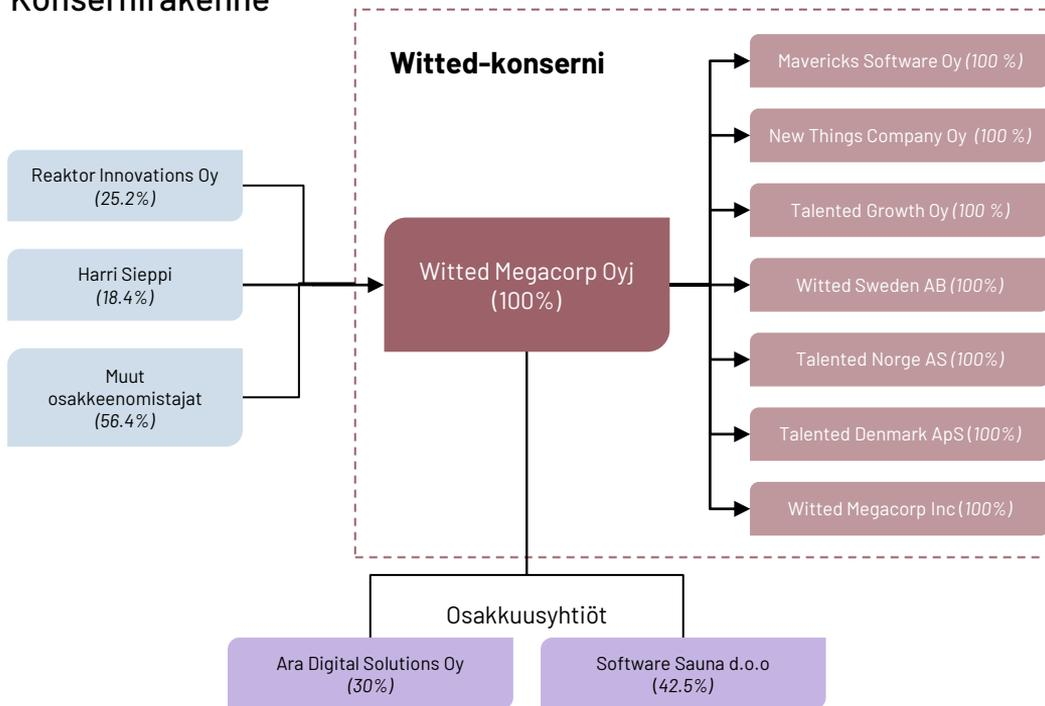 Konsernirakenne
Witted-konserni
Reaktor Innovations Oy
(25.2%)
Harri Sieppi
(18.4%)
Muut
osakkeenomistajat
(56.4%)
Witted Megacorp Oyj
(100%)
Mavericks Software Oy (100 %)
New Things Company Oy (100 %)
Talented Growth Oy (100 %)
Witted Sweden AB (100%)
Talented Norge AS (100%)
Talented Denmark ApS (100%)
Witted Megacorp Inc (100%)
Osakkuusyhtiöt
Ara Digital Solutions Oy
(30%)
Software Sauna d.o.o
(42.5%)